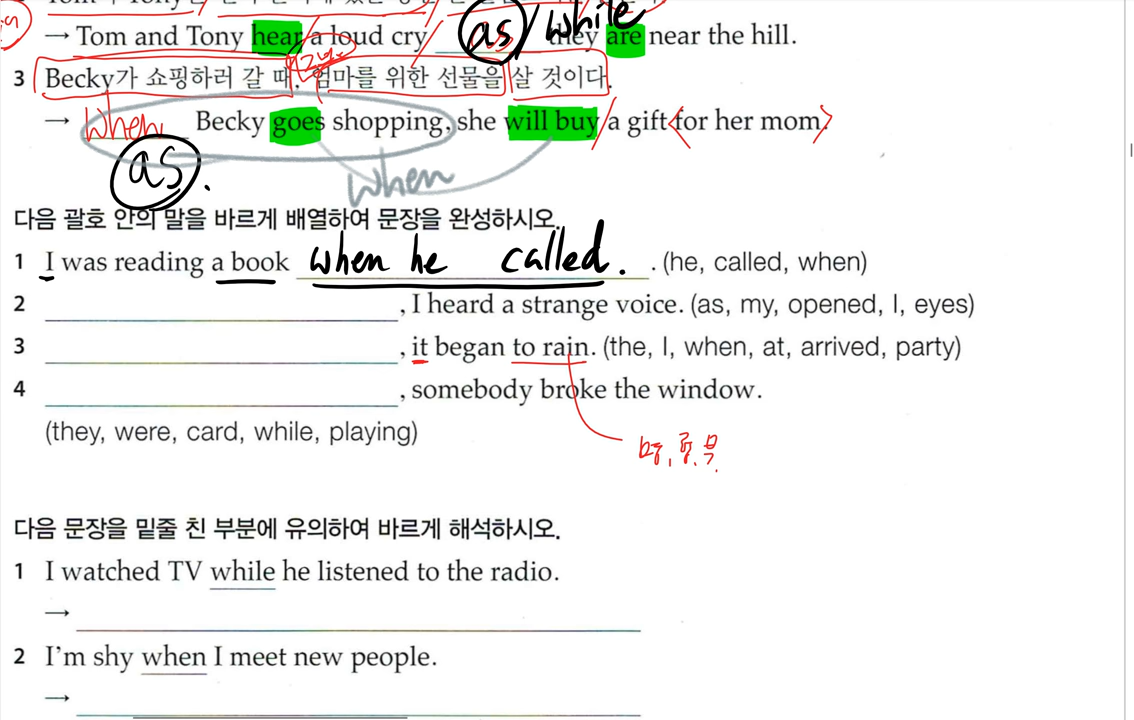 → Tom and Tony hear a loud cry as / while they are near the hill.
3 Becky가 쇼핑하러 갈 때, 엄마를 위한 선물을 살 것이다.
→ When Becky goes shopping, she will buy a gift for her mom.
as.
when
다음 괄호 안의 말을 바르게 배열하여 문장을 완성하시오.
1 I was reading a book when he called. . (he, called, when)
2 , I heard a strange voice. (as, my, opened, I, eyes)
3 , it began to rain. (the, I, when, at, arrived, party)
4 , somebody broke the window.
(they, were, card, while, playing)
다음 문장을 밑줄 친 부분에 유의하여 바르게 해석하시오.
1 I watched TV while he listened to the radio.
→
2 I'm shy when I meet new people.
→